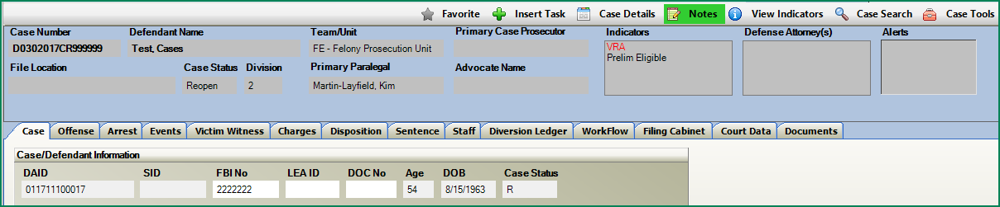 Favorite Insert Task Case Details Notes View Indicators Case Search Case Tools
Case Number Defendant Name Team/Unit Primary Case Prosecutor Indicators Defense Attorney(s) Alerts
D0302017CR999999 Test, Cases FE - Felony Prosecution Unit VRA
Prelim Eligible
File Location Case Status Division Primary Paralegal Advocate Name
Reopen 2 Martin-Layfield, Kim
Case Offense Arrest Events Victim Witness Charges Disposition Sentence Staff Diversion Ledger WorkFlow Filing Cabinet Court Data Documents
Case/Defendant Information
DAID SID FBI No LEA ID DOC No Age DOB Case Status
011711100017 2222222 54 8/15/1963 R